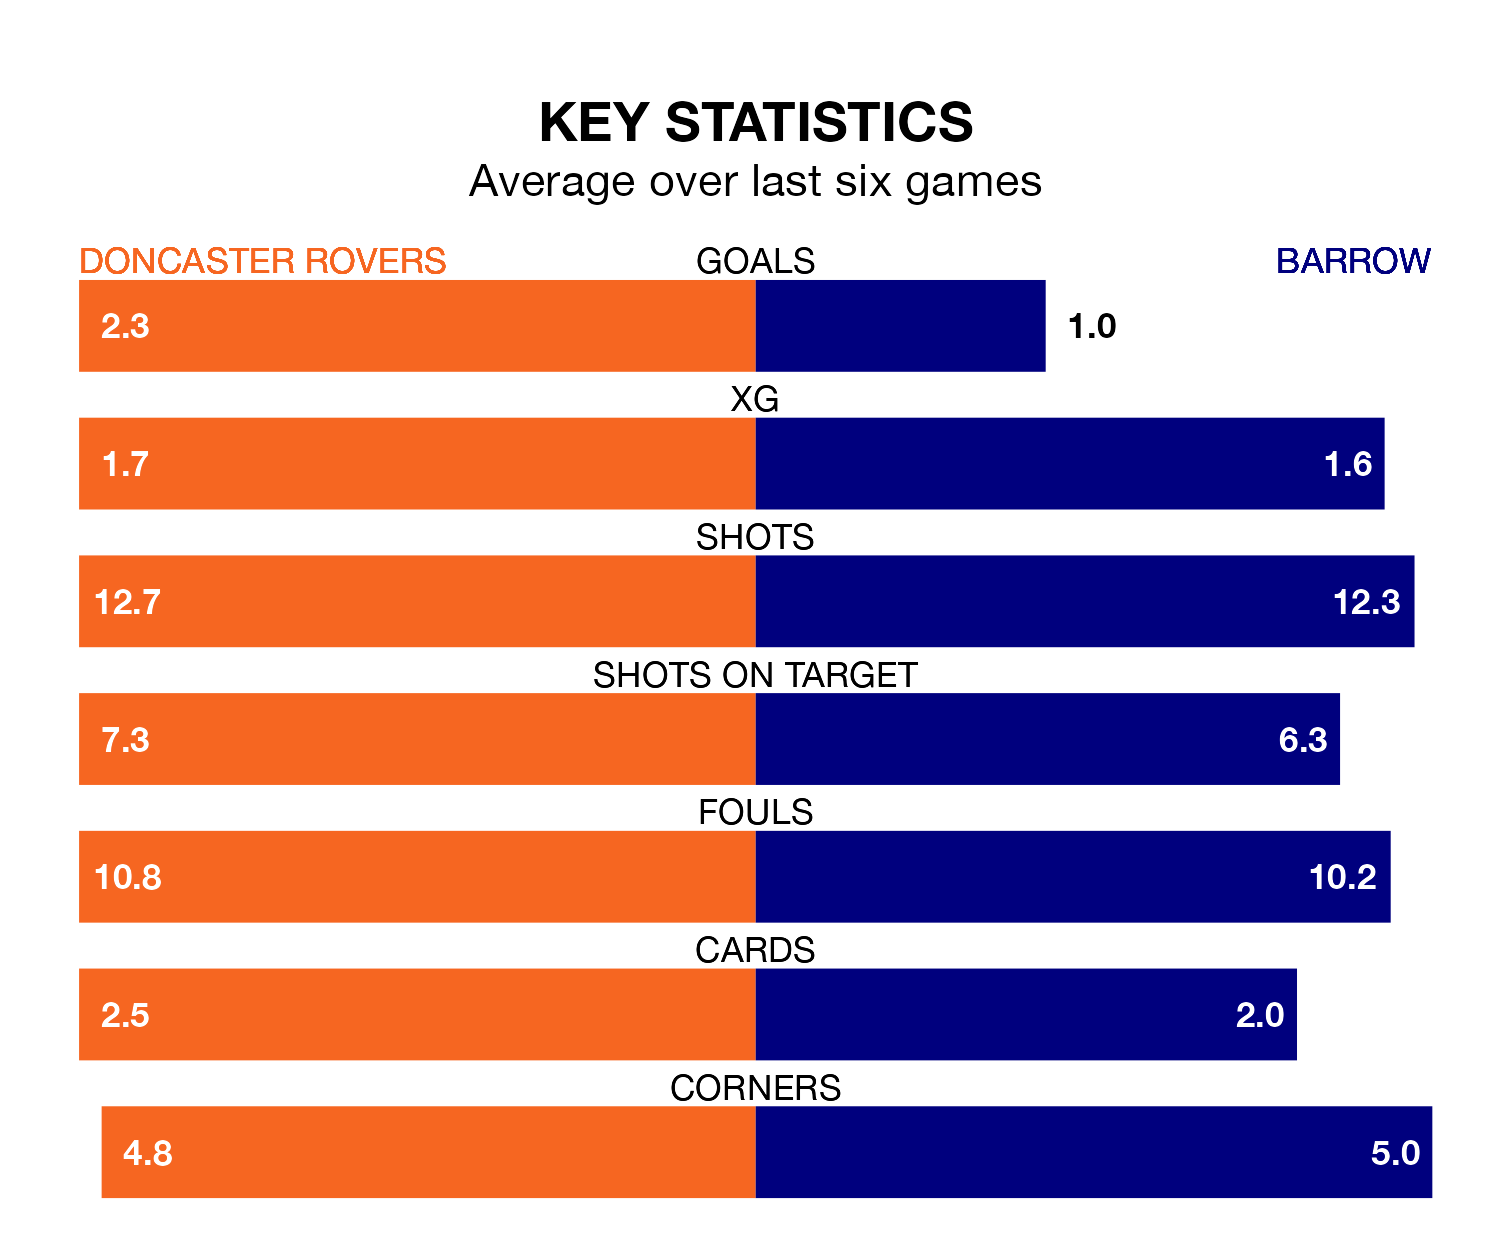 KEY STATISTICS
Average over last six games
DONCASTER ROVERS GOALS BARROW
2.3 1.0
XG
1.7 1.6
SHOTS
12.7 12.3
SHOTS ON TARGET
7.3 6.3
FOULS
10.8 10.2
CARDS
2.5 2.0
CORNERS
4.8 5.0